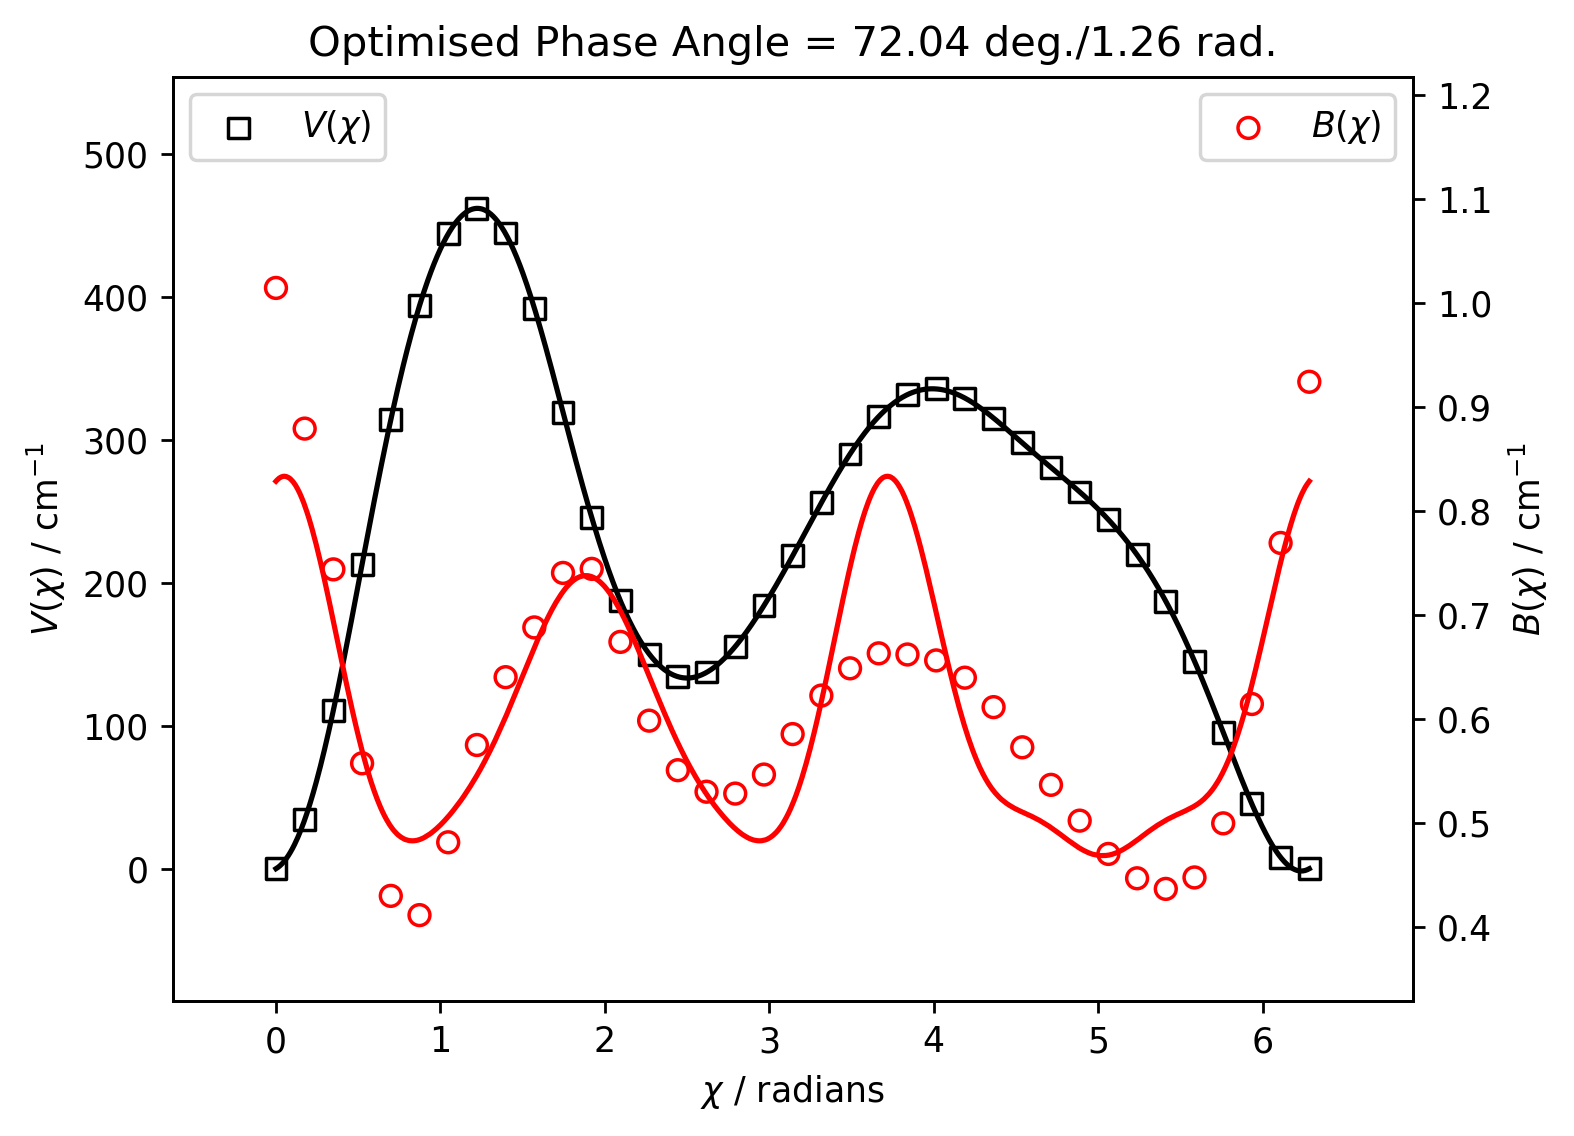 Optimised Phase Angle = 72.04 deg./1.26 rad.
V(χ)
B(χ)
500
400
300
200
100
0
V(χ) / cm⁻¹
1.2
1.1
1.0
0.9
0.8
0.7
0.6
0.5
0.4
B(χ) / cm⁻¹
0 1 2 3 4 5 6
χ / radians